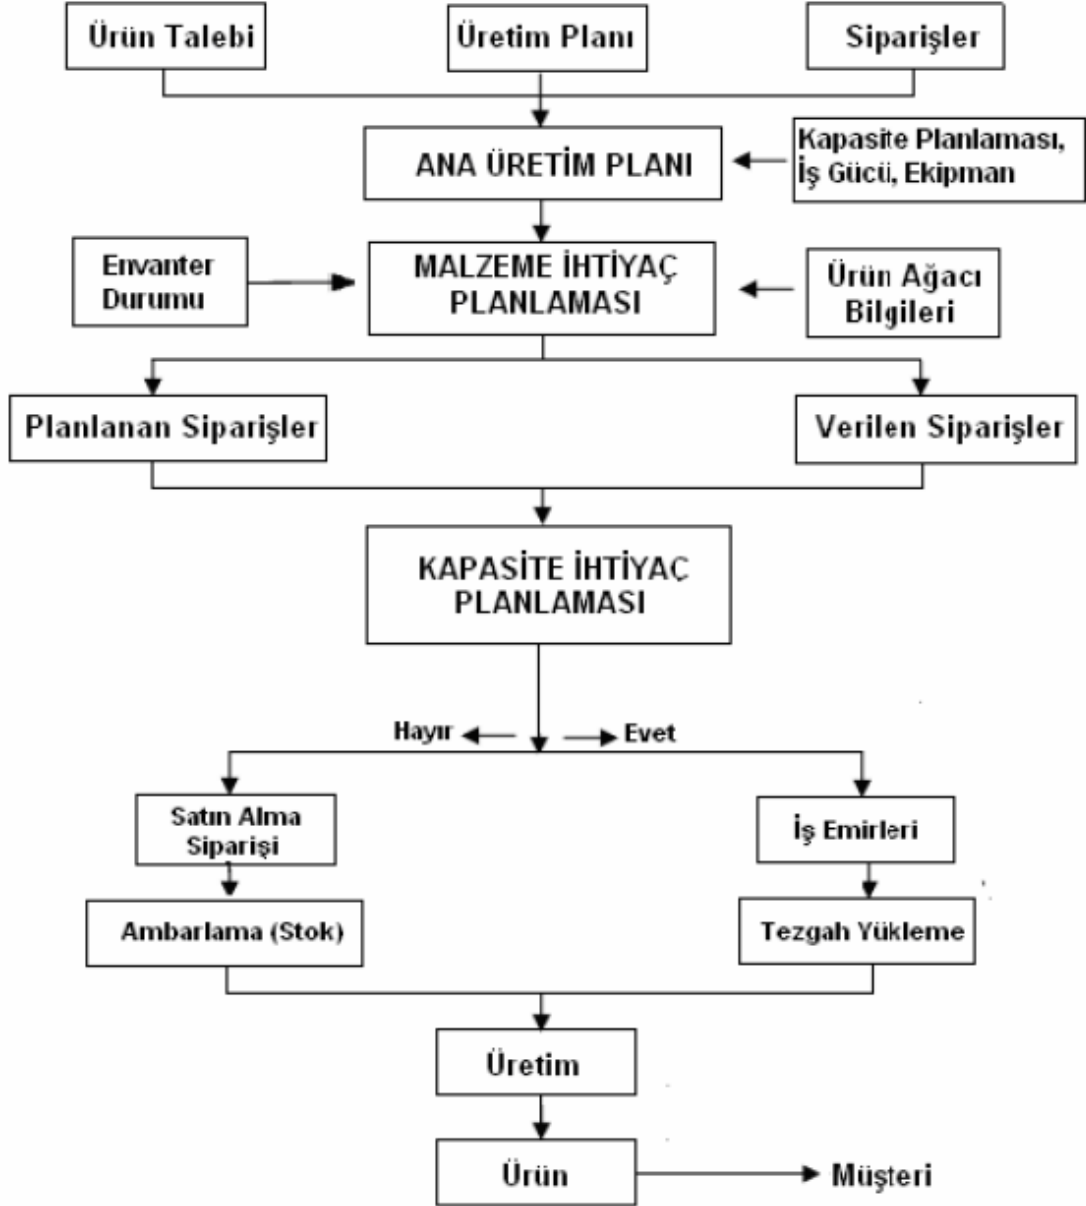 Ürün Talebi
Üretim Planı
Siparişler
ANA ÜRETİM PLANI
Kapasite Planlaması,
İş Gücü, Ekipman
Envanter
Durumu
MALZEME İHTİYAÇ
PLANLAMASI
Ürün Ağacı
Bilgileri
Planlanan Siparişler
Verilen Siparişler
KAPASİTE İHTİYAÇ
PLANLAMASI
Hayır
Evet
Satın Alma
Siparişi
İş Emirleri
Ambarlama (Stok)
Tezgah Yükleme
Üretim
Ürün
Müşteri